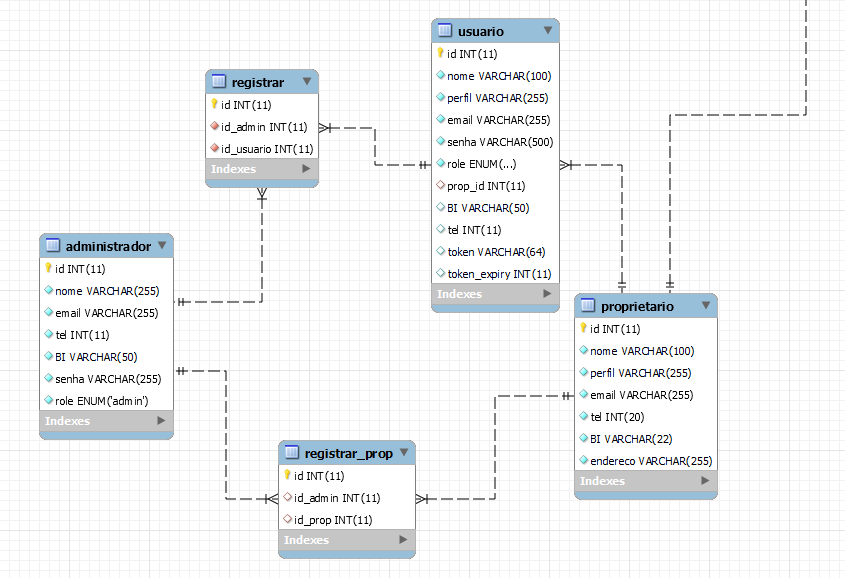 usuario
id INT(11)
nome VARCHAR(100)
perfil VARCHAR(255)
email VARCHAR(255)
senha VARCHAR(500)
role ENUM(...)
prop_id INT(11)
BI VARCHAR(50)
tel INT(11)
token VARCHAR(64)
token_expiry INT(11)
Indexes
registrar
id INT(11)
id_admin INT(11)
id_usuario INT(11)
Indexes
administrador
id INT(11)
nome VARCHAR(255)
email VARCHAR(255)
tel INT(11)
BI VARCHAR(50)
senha VARCHAR(255)
role ENUM('admin')
Indexes
proprietario
id INT(11)
nome VARCHAR(100)
perfil VARCHAR(255)
email VARCHAR(255)
tel INT(20)
BI VARCHAR(22)
endereco VARCHAR(255)
Indexes
registrar_prop
id INT(11)
id_admin INT(11)
id_prop INT(11)
Indexes